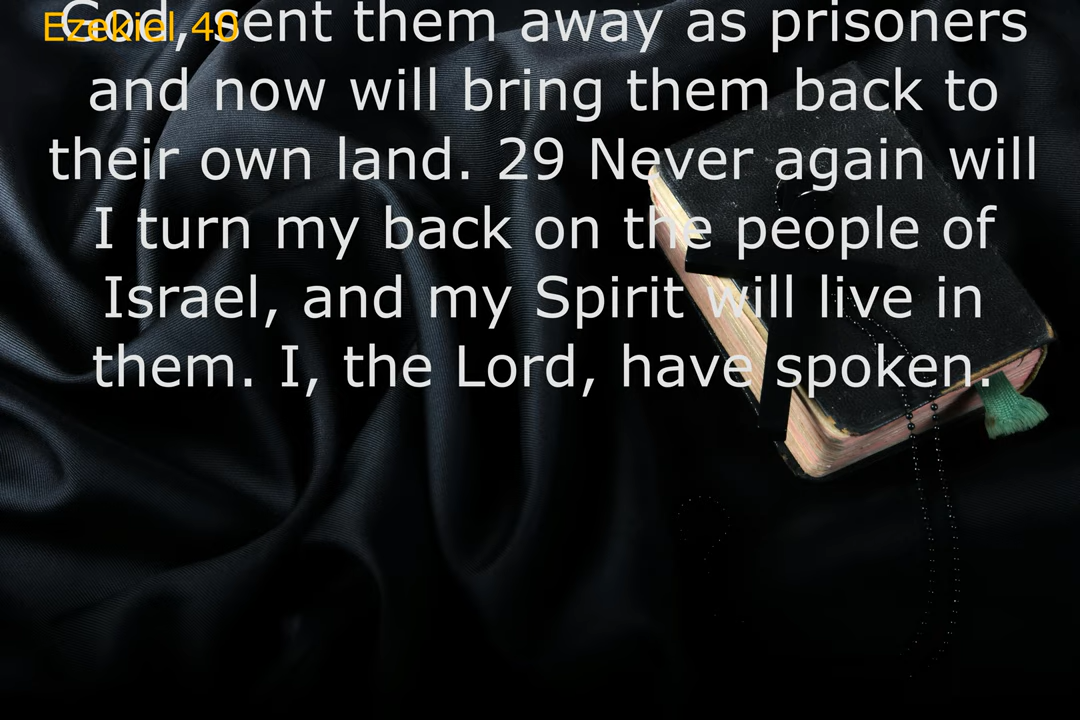 Ezekiel 40
God, sent them away as prisoners
and now will bring them back to
their own land. 29 Never again will
I turn my back on the people of
Israel, and my Spirit will live in
them. I, the Lord, have spoken.